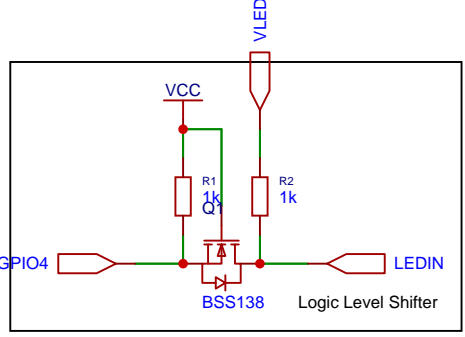 VLED
VCC
R1
1k
Q1
R2
1k
GPIO4
LEDIN
BSS138
Logic Level Shifter